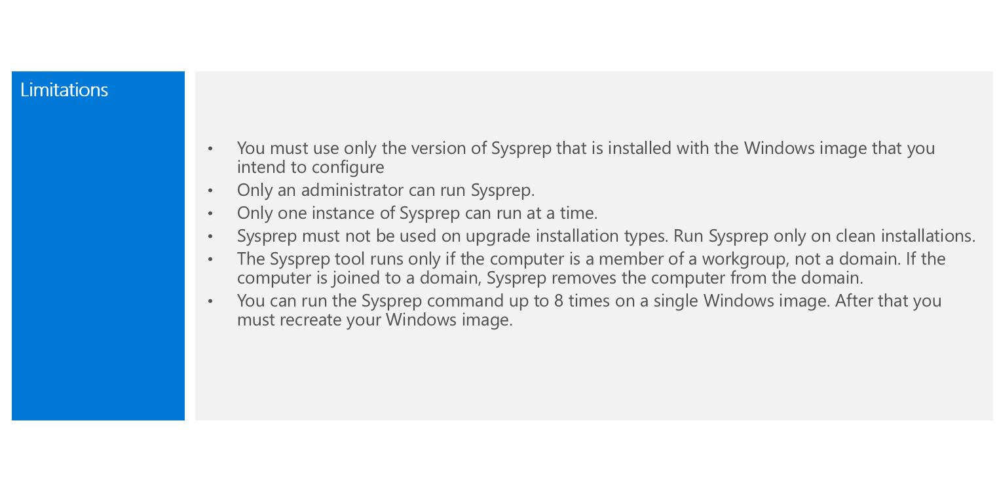 Limitations
• You must use only the version of Sysprep that is installed with the Windows image that you
intend to configure
• Only an administrator can run Sysprep.
• Only one instance of Sysprep can run at a time.
• Sysprep must not be used on upgrade installation types. Run Sysprep only on clean installations.
• The Sysprep tool runs only if the computer is a member of a workgroup, not a domain. If the
computer is joined to a domain, Sysprep removes the computer from the domain.
• You can run the Sysprep command up to 8 times on a single Windows image. After that you
must recreate your Windows image.